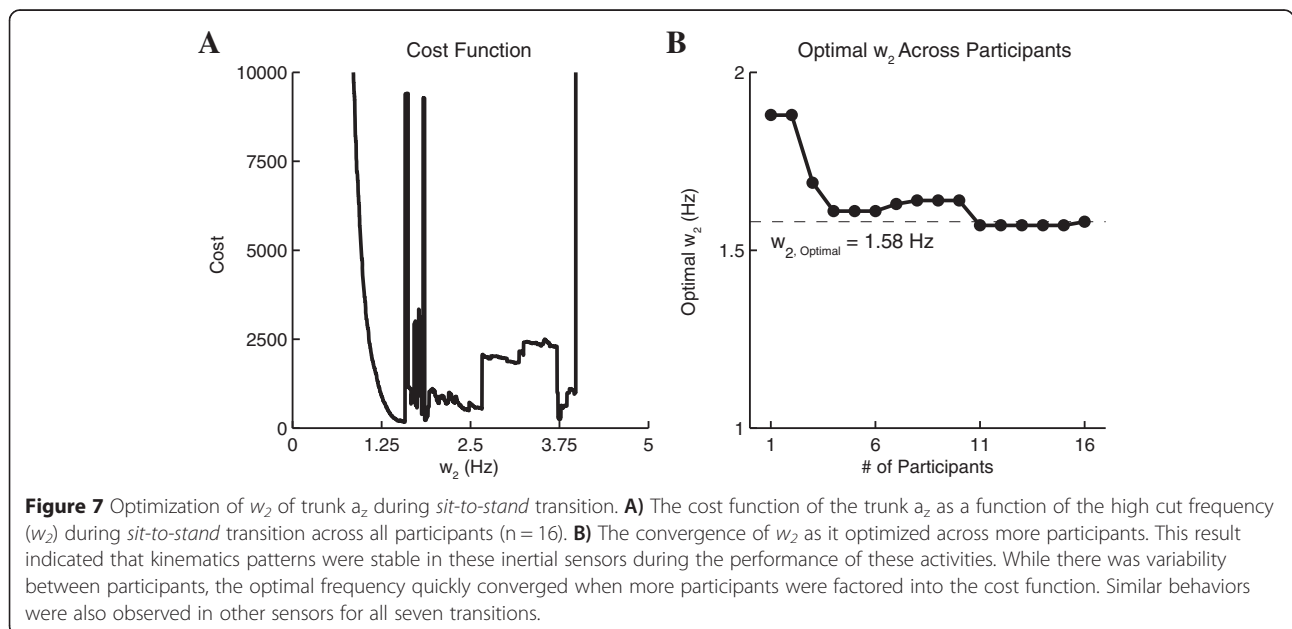 A
Cost Function
10000
7500
5000
2500
0
Cost
0 1.25 2.5 3.75 5
w2 (Hz)
B
Optimal w2 Across Participants
2
1.5
1
Optimal w2 (Hz)
w2, Optimal = 1.58 Hz
1 6 11 16
# of Participants
Figure 7 Optimization of w2 of trunk az during sit-to-stand transition. A) The cost function of the trunk az as a function of the high cut frequency
(w2) during sit-to-stand transition across all participants (n = 16). B) The convergence of w2 as it optimized across more participants. This result
indicated that kinematics patterns were stable in these inertial sensors during the performance of these activities. While there was variability
between participants, the optimal frequency quickly converged when more participants were factored into the cost function. Similar behaviors
were also observed in other sensors for all seven transitions.